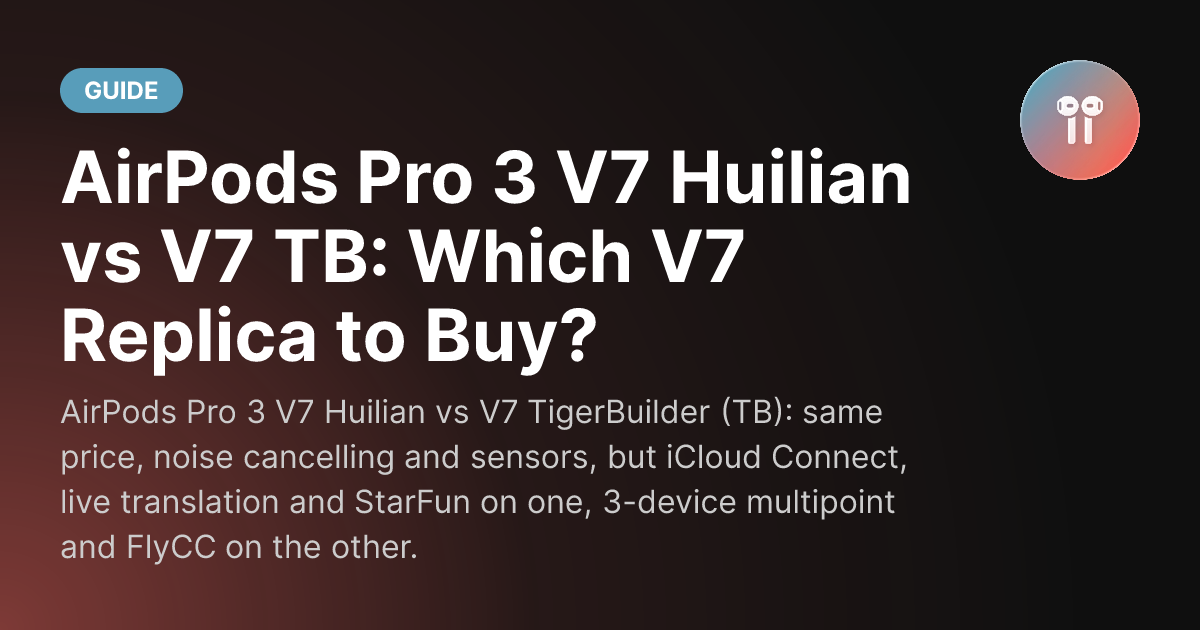 GUIDE
AirPods Pro 3 V7 Huilian
vs V7 TB: Which V7
Replica to Buy?
AirPods Pro 3 V7 Huilian vs V7 TigerBuilder (TB): same
price, noise cancelling and sensors, but iCloud Connect,
live translation and StarFun on one, 3-device multipoint
and FlyCC on the other.